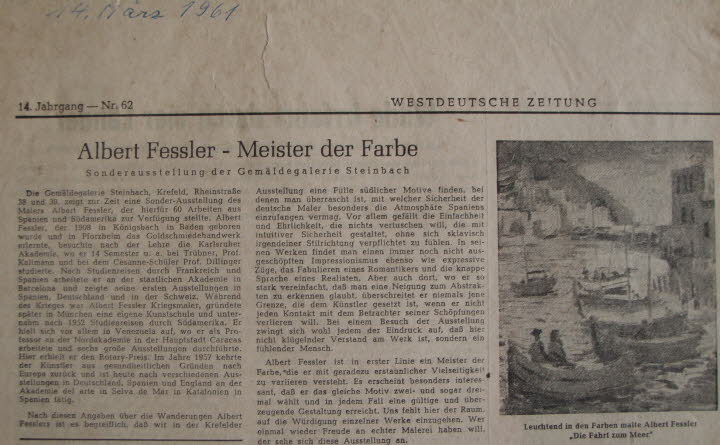 14. März 1961
14. Jahrgang — Nr. 62
WESTDEUTSCHE ZEITUNG
Albert Fessler - Meister der Farbe
Sonderausstellung der Gemäldegalerie Steinbach
Die Gemäldegalerie Steinbach, Krefeld, Rheinstraße
38 und 39, zeigt zur Zeit eine Sonder-Ausstellung des
Malers Albert Fessler, der hierfür 60 Arbeiten aus
Spanien und Südamerika zur Verfügung stellte. Albert
Fessler, der 1908 in Königsbach in Baden geboren
wurde und in Pforzheim das Goldschmiedehandwerk
erlernte, besuchte nach der Lehre die Karlsruher
Akademie, wo er 14 Semester u. a. bei Trübner, Prof.
Kallmann und bei dem Césanne-Schüler Prof. Dillinger
studierte. Nach Studienreisen durch Frankreich und
Spanien arbeitete er an der staatlichen Akademie in
Barcelona und zeigte seine ersten Ausstellungen in
Spanien, Deutschland und in der Schweiz. Während
des Krieges war Albert Fessler Kriegsmaler, gründete
später in München eine eigene Kunstschule und unter-
nahm 1952 Studienreisen durch Südamerika. Er
hielt sich vor allem in Venezuela auf, wo er als Pro-
fessor an der Nordakademie in der Hauptstadt Caracas
arbeitete und sechs große Ausstellungen durchführte.
Hier erhielt er den Rotary-Preis. Im Jahre 1957 kehrte
der Künstler aus gesundheitlichen Gründen nach
Europa zurück und ist heute nach verschiedenen Aus-
stellungen in Deutschland, Spanien und England an der
Akademie del arte in Selva de Mar in Katalonien in
Spanien tätig.
Nach diesen Angaben über die Wanderungen Albert
Fesslers ist es begreiflich, daß wir in der Krefelder
Ausstellung eine Fülle südlicher Motive finden, bei
denen man überrascht ist, mit welcher Sicherheit der
deutsche Maler besonders die Atmosphäre Spaniens
einzufangen vermag. Vor allem gefällt die Einfachheit
und Ehrlichkeit, die nichts vertuschen will, die mit
intuitiver Sicherheit gestaltet, ohne sich sklavisch
irgendeiner Stilrichtung verpflichtet zu fühlen. In sei-
nen Werken findet man einen immer noch nicht aus-
geschöpften Impressionismus ebenso wie expressive
Züge, das Fabulieren eines Romantikers und die knappe
Sprache eines Realisten. Aber auch dort, wo er so
stark vereinfacht, daß man eine Neigung zum Abstrak-
ten zu erkennen glaubt, überschreitet er niemals jene
Grenze, die dem Künstler gesetzt ist, wenn er nicht
jeden Kontakt mit dem Betrachter seiner Schöpfungen
verlieren will. Bei einem Besuch der Ausstellung
zwingt sich wohl jedem der Eindruck auf, daß hier
nicht klügelnder Verstand am Werk ist, sondern ein
fühlender Mensch.
Albert Fessler ist in erster Linie ein Meister der
Farbe, die er mit geradezu erstaunlicher Vielseitigkeit
zu variieren versteht. Es erscheint besonders interes-
sant, daß er das gleiche Motiv zwei- und sogar drei-
mal wählt und in jedem Fall eine gültige und über-
zeugende Gestaltung erreicht. Uns fehlt hier der Raum,
auf die Würdigung einzelner Werke einzugehen. Wer
einmal wieder Freude an echter Malerei haben will,
der sehe sich diese Ausstellung an.
Leuchtend in den Farben malte Albert Fessler
„Die Fahrt zum Meer"